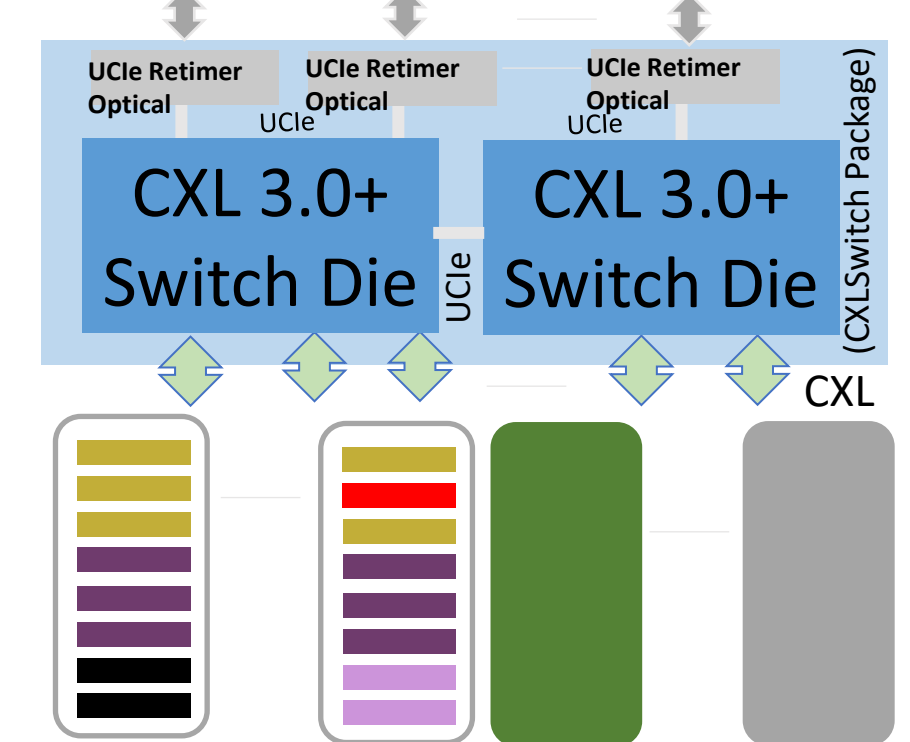 UCIe Retimer
Optical
UCIe Retimer
Optical
UCIe Retimer
Optical
UCIe
UCIe
CXL 3.0+
Switch Die
UCIe
CXL 3.0+
Switch Die
(CXLSwitch Package)
CXL